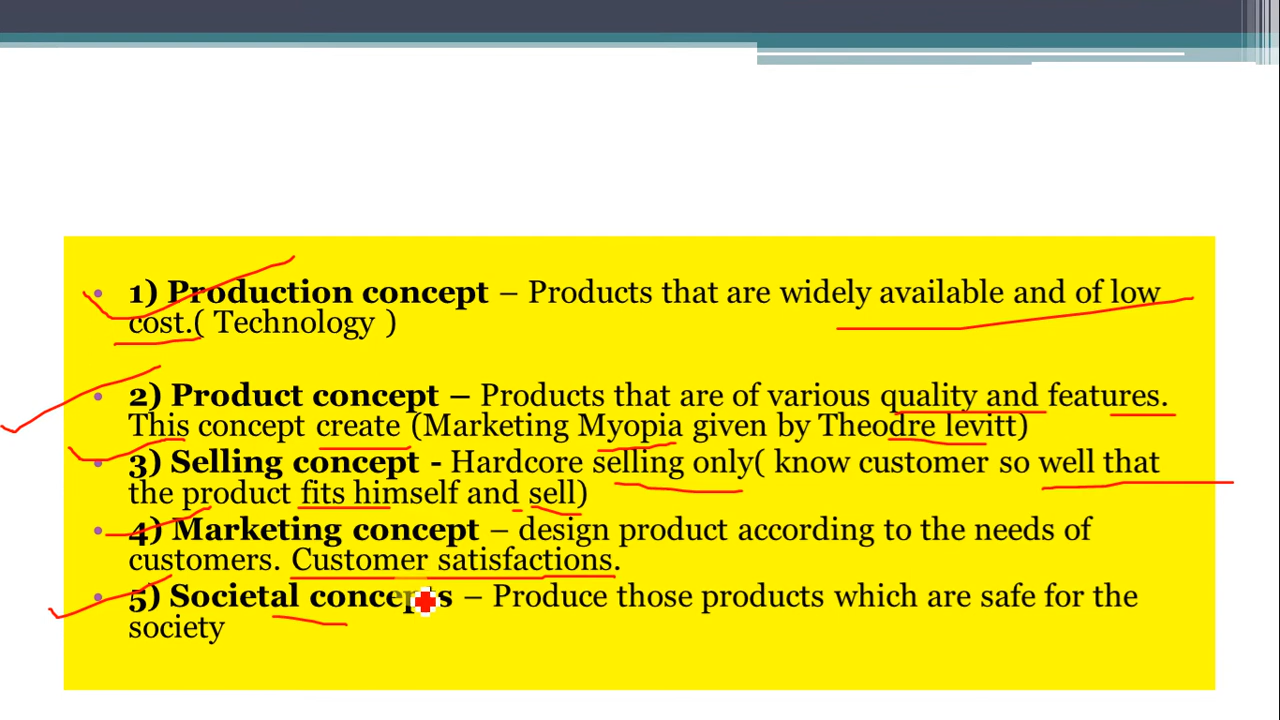 1) Production concept – Products that are widely available and of low
cost.( Technology )
2) Product concept – Products that are of various quality and features.
This concept create (Marketing Myopia given by Theodre levitt)
3) Selling concept - Hardcore selling only( know customer so well that
the product fits himself and sell)
4) Marketing concept – design product according to the needs of
customers. Customer satisfactions.
5) Societal concepts – Produce those products which are safe for the
society